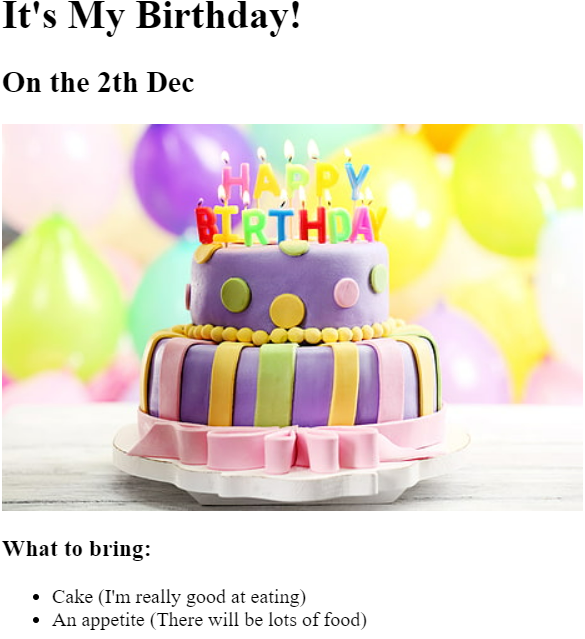 It's My Birthday!
On the 2th Dec
HAPPY
BIRTHDAY
What to bring:
Cake (I'm really good at eating)
An appetite (There will be lots of food)